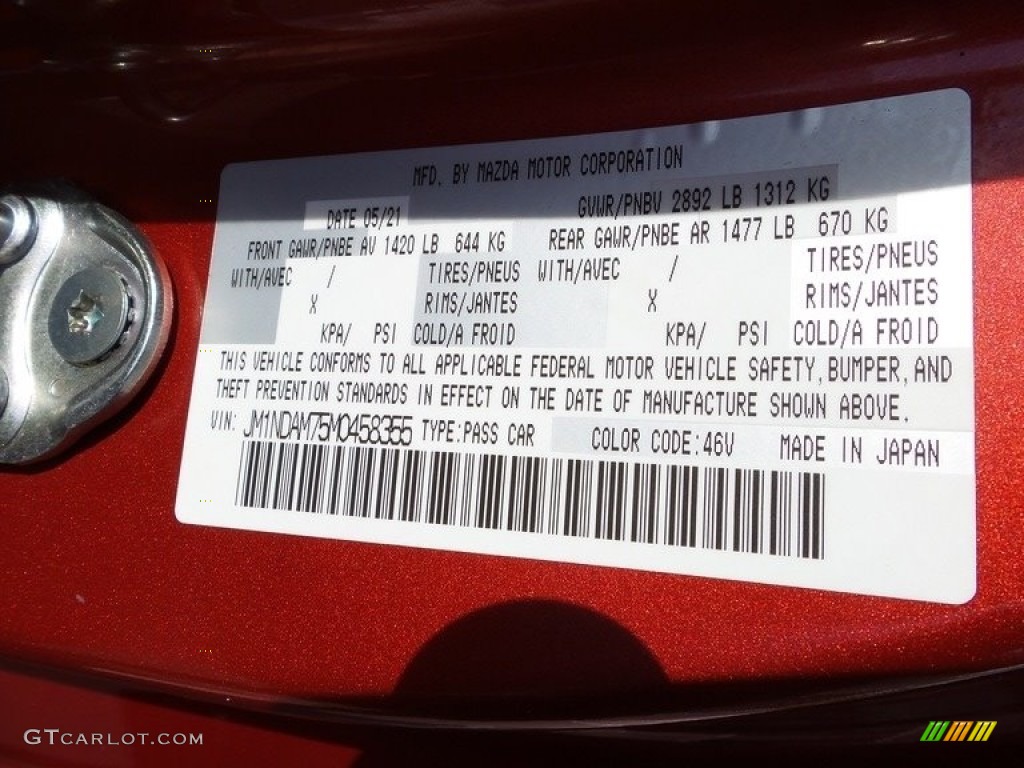 MFD. BY MAZDA MOTOR CORPORATION
DATE 05/21 GVWR/PNBV 2892 LB 1312 KG
FRONT GAWR/PNBE AV 1420 LB 644 KG REAR GAWR/PNBE AR 1477 LB 670 KG
WITH/AVEC / TIRES/PNEUS WITH/AVEC / TIRES/PNEUS
X RIMS/JANTES X RIMS/JANTES
KPA/ PSI COLD/A FROID KPA/ PSI COLD/A FROID
THIS VEHICLE CONFORMS TO ALL APPLICABLE FEDERAL MOTOR VEHICLE SAFETY, BUMPER, AND
THEFT PREVENTION STANDARDS IN EFFECT ON THE DATE OF MANUFACTURE SHOWN ABOVE.
VIN: JM1NDAM75M0458355 TYPE:PASS CAR COLOR CODE:46V MADE IN JAPAN
GTCARLOT.COM